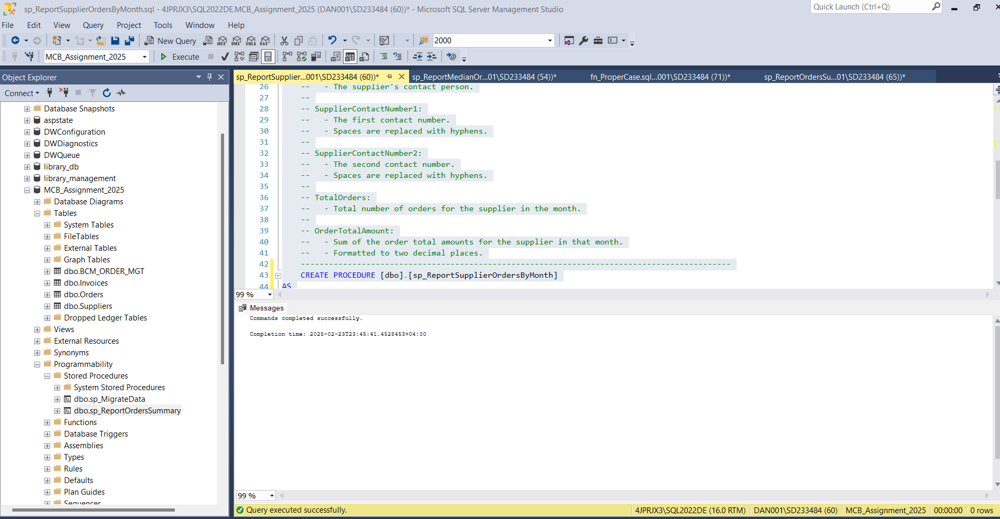 sp_ReportSupplierOrdersByMonth.sql - 4JPRJX3\SQL2022DE.MCB_Assignment_2025 (DAN001\SD233484 (60))* - Microsoft SQL Server Management Studio
Quick Launch (Ctrl+Q)
File Edit View Query Project Tools Window Help
New Query MDX DMX XMLA DAX 2000
MCB_Assignment_2025 Execute
Object Explorer
Connect
Database Snapshots
aspstate
DWConfiguration
DWDiagnostics
DWQueue
library_db
library_management
MCB_Assignment_2025
Database Diagrams
Tables
System Tables
FileTables
External Tables
Graph Tables
dbo.BCM_ORDER_MGT
dbo.Invoices
dbo.Orders
dbo.Suppliers
Dropped Ledger Tables
Views
External Resources
Synonyms
Programmability
Stored Procedures
System Stored Procedures
dbo.sp_MigrateData
dbo.sp_ReportOrdersSummary
Functions
Database Triggers
Assemblies
Types
Rules
Defaults
Plan Guides
Sequences
sp_ReportSupplier...001\SD233484 (60))* sp_ReportMedianOr...01\SD233484 (54))* fn_ProperCase.sql...001\SD233484 (71))* sp_ReportOrdersSu...01\SD233484 (65))*
26 -- - The supplier's contact person.
27 --
28 -- SupplierContactNumber1:
29 -- - The first contact number.
30 -- - Spaces are replaced with hyphens.
31 --
32 -- SupplierContactNumber2:
33 -- - The second contact number.
34 -- - Spaces are replaced with hyphens.
35 --
36 -- TotalOrders:
37 -- - Total number of orders for the supplier in the month.
38 --
39 -- OrderTotalAmount:
40 -- - Sum of the order total amounts for the supplier in that month.
41 -- - Formatted to two decimal places.
42 --------------------------------------------------------------------------------------------
43 CREATE PROCEDURE [dbo].[sp_ReportSupplierOrdersByMonth]
44 AS
99 %
Messages
Commands completed successfully.
Completion time: 2025-02-23T23:45:41.4528453+04:00
99 %
Query executed successfully. 4JPRJX3\SQL2022DE (16.0 RTM) DAN001\SD233484 (60) MCB_Assignment_2025 00:00:00 0 rows